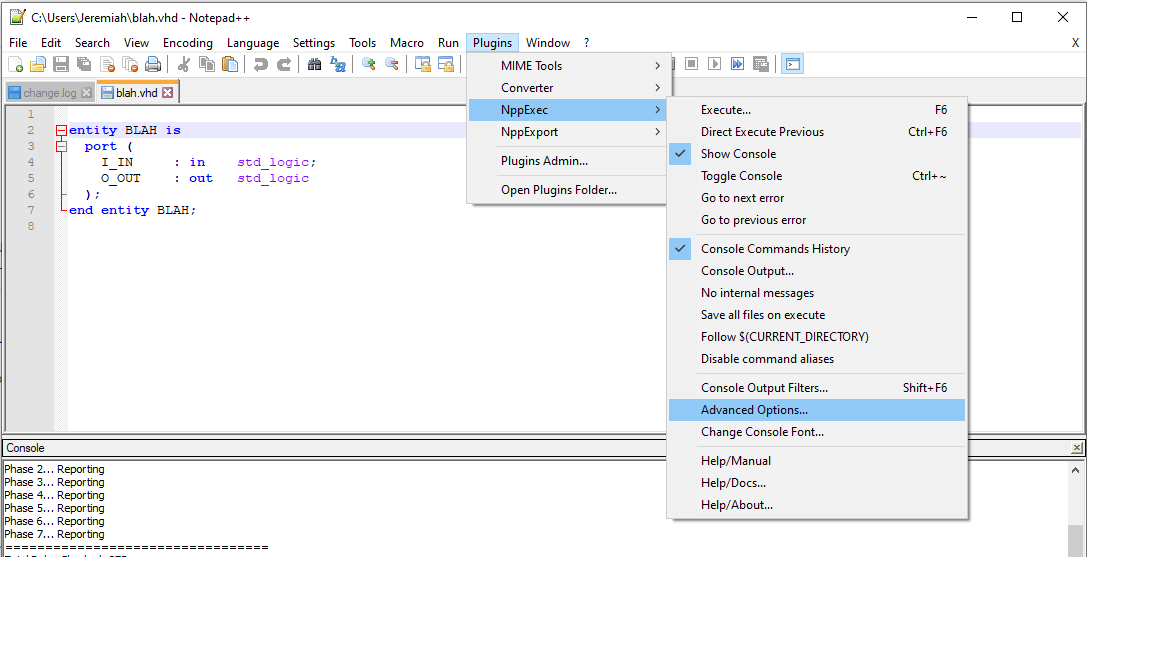 C:\Users\Jeremiah\blah.vhd - Notepad++
File Edit Search View Encoding Language Settings Tools Macro Run Plugins Window ? X
change.log blah.vhd
1
2 entity BLAH is
3 port (
4 I_IN : in std_logic;
5 O_OUT : out std_logic
6 );
7 end entity BLAH;
8
MIME Tools
Converter
NppExec
NppExport
Plugins Admin...
Open Plugins Folder...
Execute... F6
Direct Execute Previous Ctrl+F6
Show Console
Toggle Console Ctrl+~
Go to next error
Go to previous error
Console Commands History
Console Output...
No internal messages
Save all files on execute
Follow $(CURRENT_DIRECTORY)
Disable command aliases
Console Output Filters... Shift+F6
Advanced Options...
Change Console Font...
Help/Manual
Help/Docs...
Help/About...
Console
Phase 2... Reporting
Phase 3... Reporting
Phase 4... Reporting
Phase 5... Reporting
Phase 6... Reporting
Phase 7... Reporting
=================================